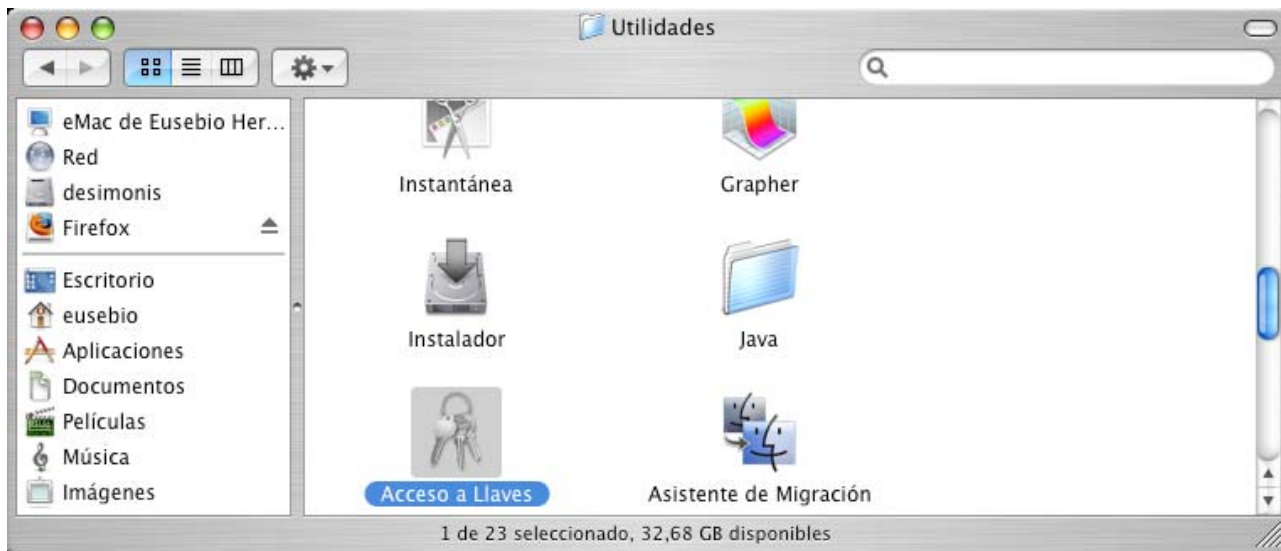 Utilidades
eMac de Eusebio Her...
Red
desimonis
Firefox
Escritorio
eusebio
Aplicaciones
Documentos
Películas
Música
Imágenes
Instantánea
Grapher
Instalador
Java
Acceso a Llaves
Asistente de Migración
1 de 23 seleccionado, 32,68 GB disponibles